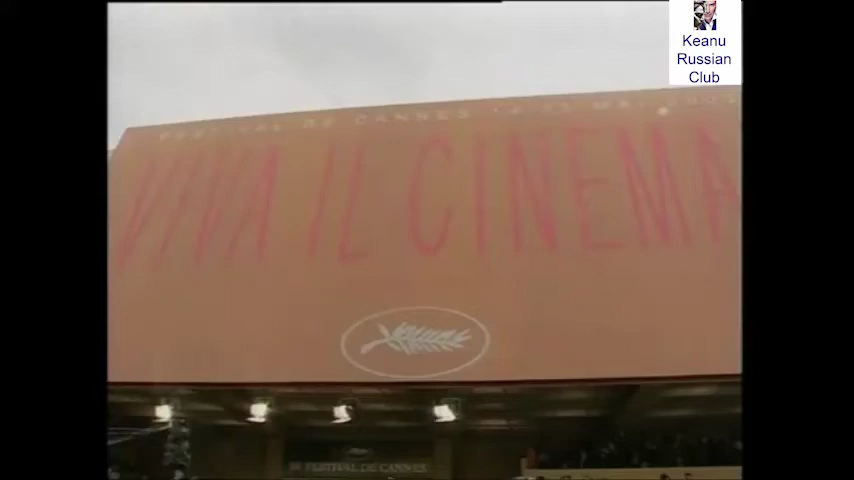 Keanu
Russian
Club
FESTIVAL DE CANNES
VIVA IL CINEMA
FESTIVAL DE CANNES